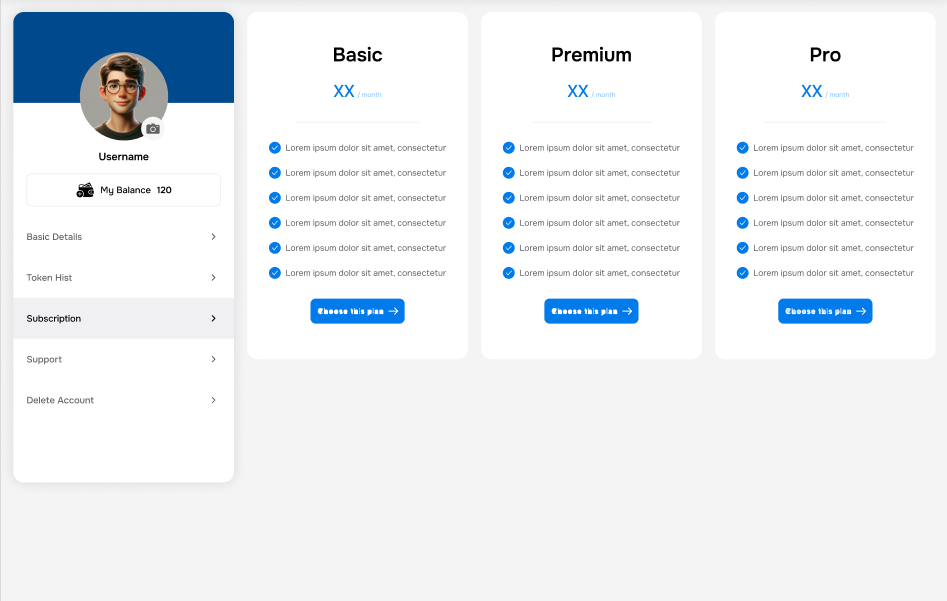 Username
My Balance 120
Basic Details
Token Hist
Subscription
Support
Delete Account
Basic
XX / month
Lorem ipsum dolor sit amet, consectetur
Lorem ipsum dolor sit amet, consectetur
Lorem ipsum dolor sit amet, consectetur
Lorem ipsum dolor sit amet, consectetur
Lorem ipsum dolor sit amet, consectetur
Lorem ipsum dolor sit amet, consectetur
Choose this plan
Premium
XX / month
Lorem ipsum dolor sit amet, consectetur
Lorem ipsum dolor sit amet, consectetur
Lorem ipsum dolor sit amet, consectetur
Lorem ipsum dolor sit amet, consectetur
Lorem ipsum dolor sit amet, consectetur
Lorem ipsum dolor sit amet, consectetur
Choose this plan
Pro
XX / month
Lorem ipsum dolor sit amet, consectetur
Lorem ipsum dolor sit amet, consectetur
Lorem ipsum dolor sit amet, consectetur
Lorem ipsum dolor sit amet, consectetur
Lorem ipsum dolor sit amet, consectetur
Lorem ipsum dolor sit amet, consectetur
Choose this plan